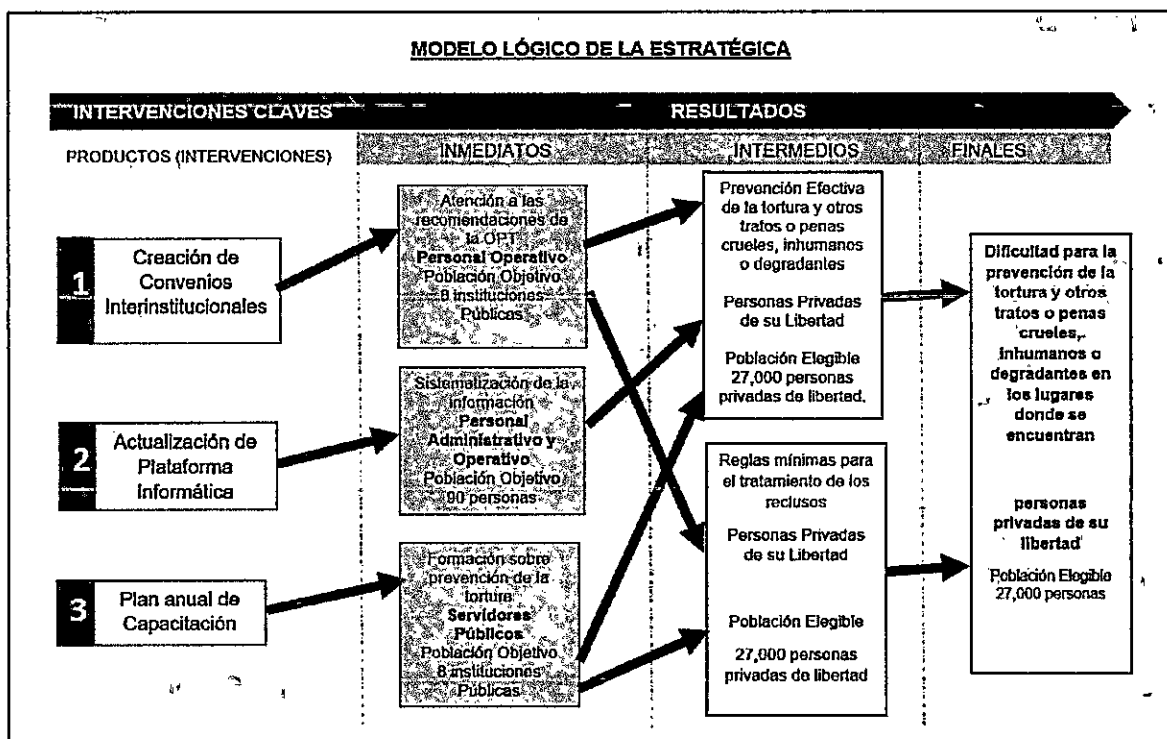 MODELO LÓGICO DE LA ESTRATÉGICA
INTERVENCIONES CLAVES
RESULTADOS
PRODUCTOS (INTERVENCIONES)
INMEDIATOS
INTERMEDIOS
FINALES
1
Creación de
Convenios
Interinstitucionales
2
Actualización de
Plataforma
Informática
3
Plan anual de
Capacitación
Atención a las
recomendaciones de
la OPT
Personal Operativo
Población Objetivo
8 instituciones
Públicas
Sistematización de la
información
Personal
Administrativo y
Operativo
Población Objetivo
90 personas
Formación sobre
prevención de la
tortura
Servidores
Públicos
Población Objetivo
8 instituciones
Públicas
Prevención Efectiva
de la tortura y otros
tratos o penas
crueles, inhumanos
o degradantes
Personas Privadas
de su Libertad
Población Elegible
27,000 personas
privadas de libertad.
Reglas mínimas para
el tratamiento de los
reclusos
Personas Privadas
de su Libertad
Población Elegible
27,000 personas
privadas de libertad
Dificultad para la
prevención de la
tortura y otros
tratos o penas
crueles,
inhumanos o
degradantes en
los lugares
donde se
encuentran
personas
privadas de su
libertad
Población Elegible
27,000 personas